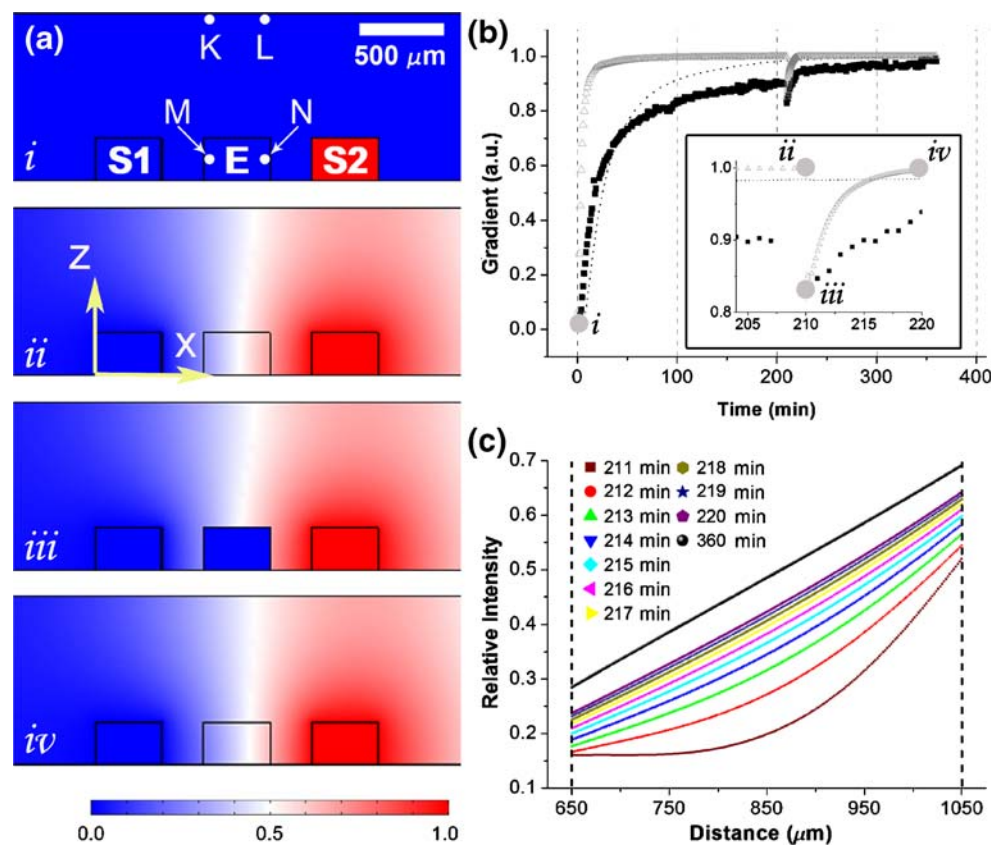 (a)
K
L
500 µm
M
N
i
S1
E
S2
Z
X
ii
iii
iv
0.0
0.5
1.0
(b)
Gradient (a.u.)
1.0
0.8
0.6
0.4
0.2
0.0
i
0
100
200
300
400
Time (min)
ii
iv
iii
1.0
0.9
0.8
205
210
215
220
(c)
Relative Intensity
0.7
0.6
0.5
0.4
0.3
0.2
0.1
211 min
212 min
213 min
214 min
215 min
216 min
217 min
218 min
219 min
220 min
360 min
650
750
850
950
1050
Distance (µm)